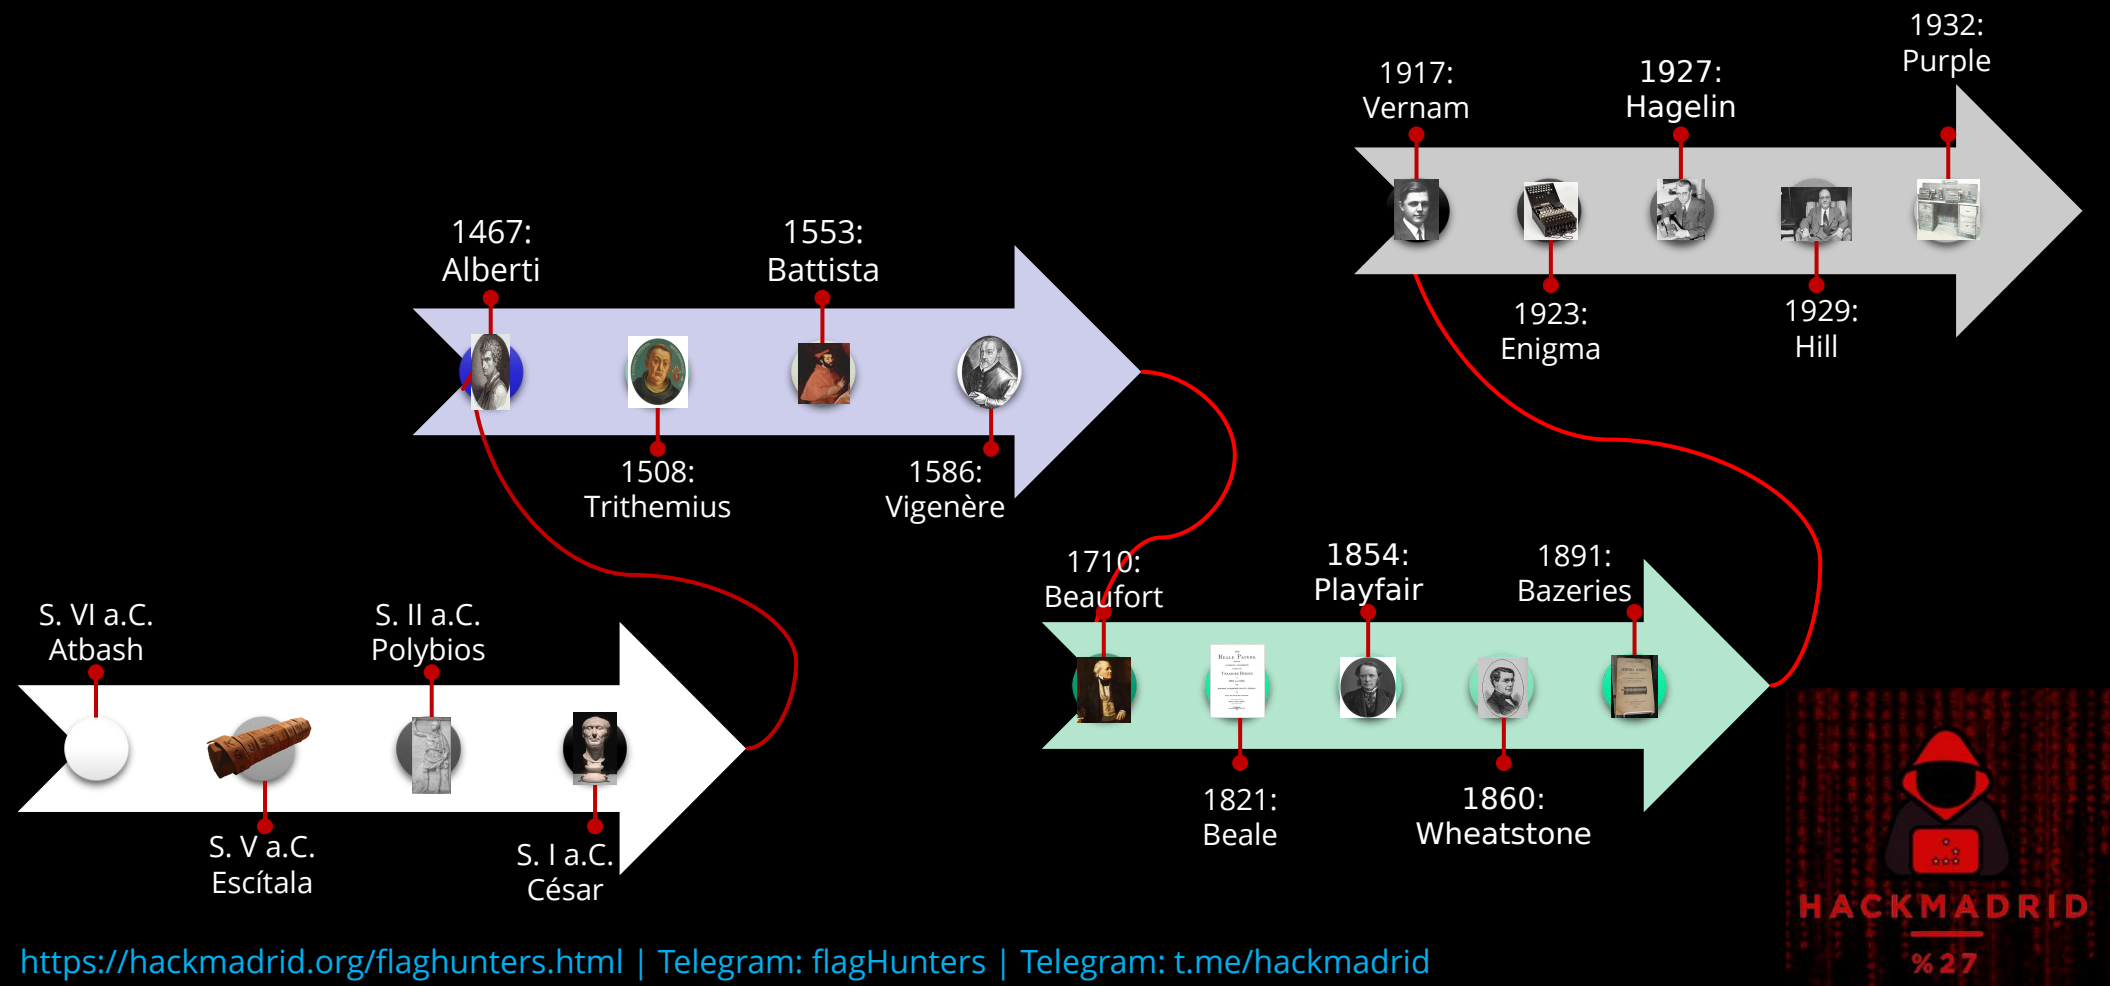 S. VI a.C.
Atbash
S. V a.C.
Escítala
S. II a.C.
Polybios
S. I a.C.
César
1467:
Alberti
1508:
Trithemius
1553:
Battista
1586:
Vigenère
1710:
Beaufort
1821:
Beale
1854:
Playfair
1860:
Wheatstone
1891:
Bazeries
1917:
Vernam
1923:
Enigma
1927:
Hagelin
1929:
Hill
1932:
Purple
BEALE PAPERS
HACKMADRID
%27
https://hackmadrid.org/flaghunters.html | Telegram: flagHunters | Telegram: t.me/hackmadrid